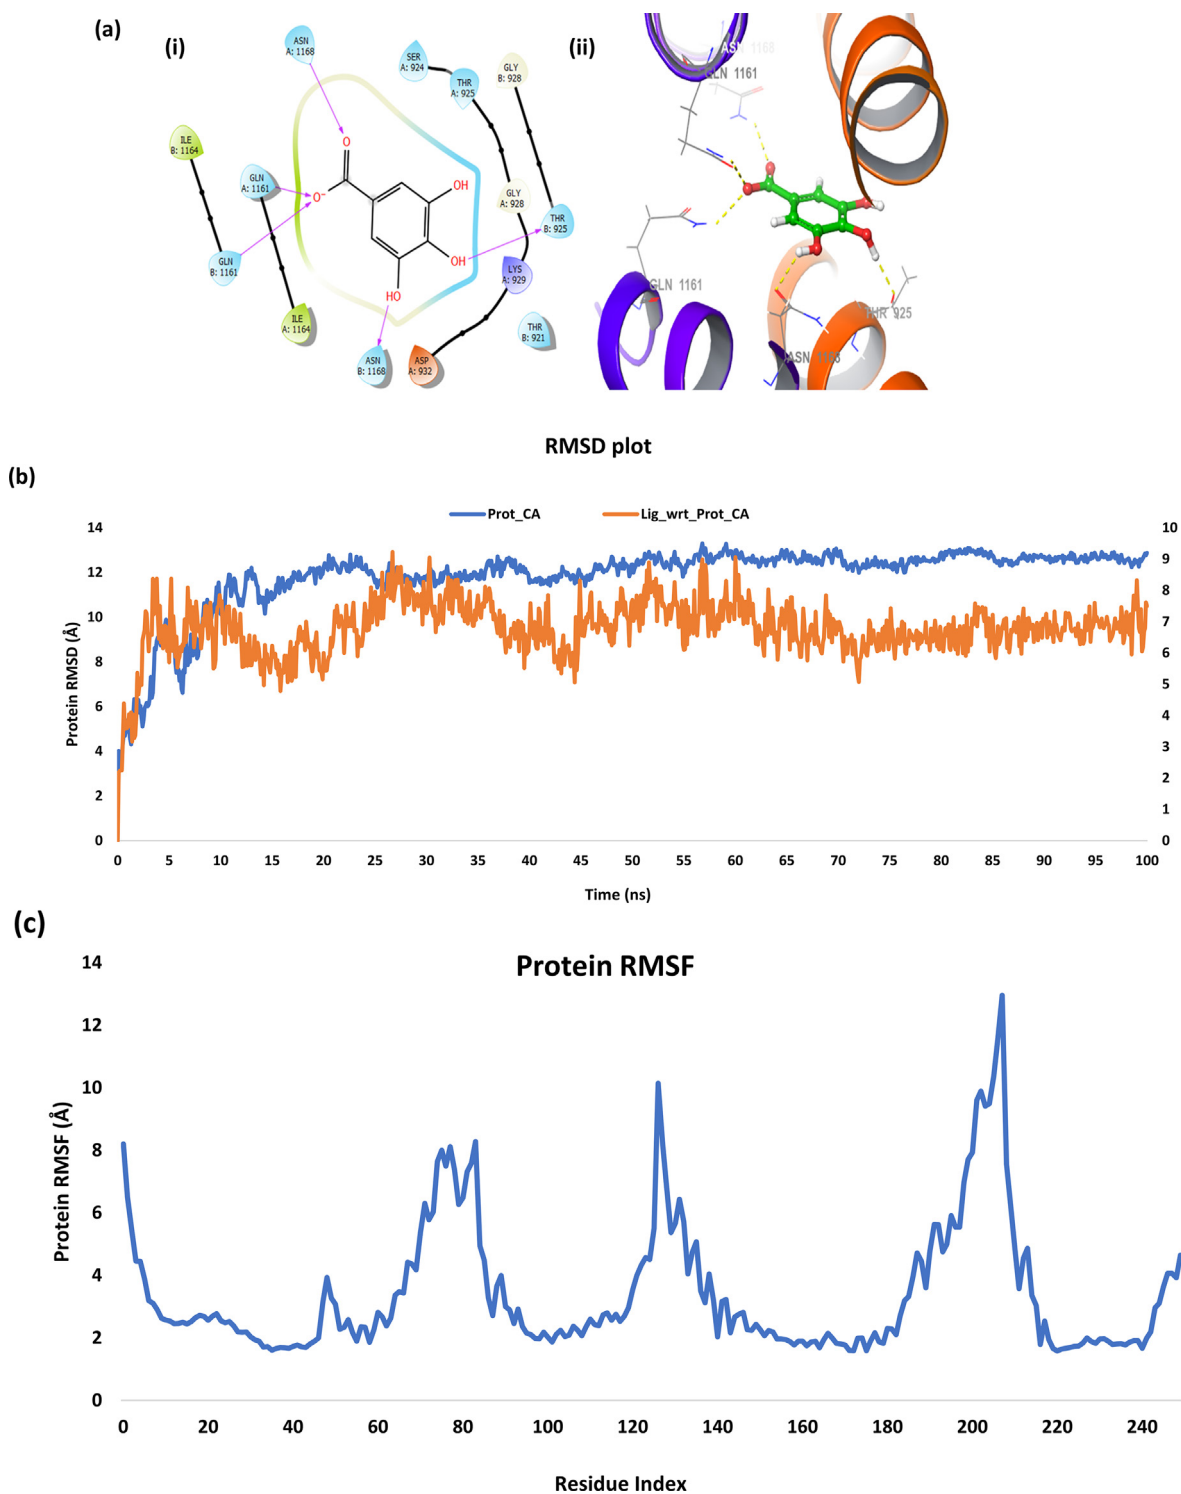 (a)
(i)
(ii)
ASN
A: 1168
SER
A: 924
THR
A: 925
GLY
B: 928
ILE
B: 1164
GLN
A: 1161
O
O-
OH
GLY
A: 928
THR
B: 925
OH
GLN
B: 1161
LYS
A: 929
HO
ILE
A: 1164
THR
B: 921
ASN
B: 1168
ASP
A: 932
ASN 1168
GLN 1161
GLN 1161
THR 925
ASN 1168
RMSD plot
(b)
Prot_CA Lig_wrt_Prot_CA
Protein RMSD (Å)
14
12
10
8
6
4
2
0
10
9
8
7
6
5
4
3
2
1
0
0 5 10 15 20 25 30 35 40 45 50 55 60 65 70 75 80 85 90 95 100
Time (ns)
(c)
Protein RMSF
Protein RMSF (Å)
14
12
10
8
6
4
2
0
0 20 40 60 80 100 120 140 160 180 200 220 240
Residue Index